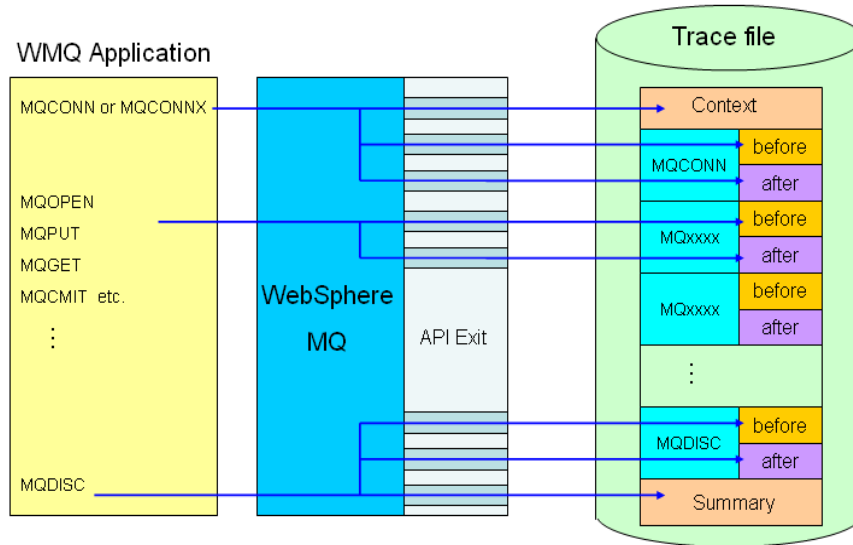 WMQ Application
MQCONN or MQCONNX
MQOPEN
MQPUT
MQGET
MQCMIT etc.
⋮
MQDISC
WebSphere
MQ
API Exit
Trace file
Context
MQCONN
before
after
MQxxxx
before
after
MQxxxx
before
after
⋮
MQDISC
before
after
Summary